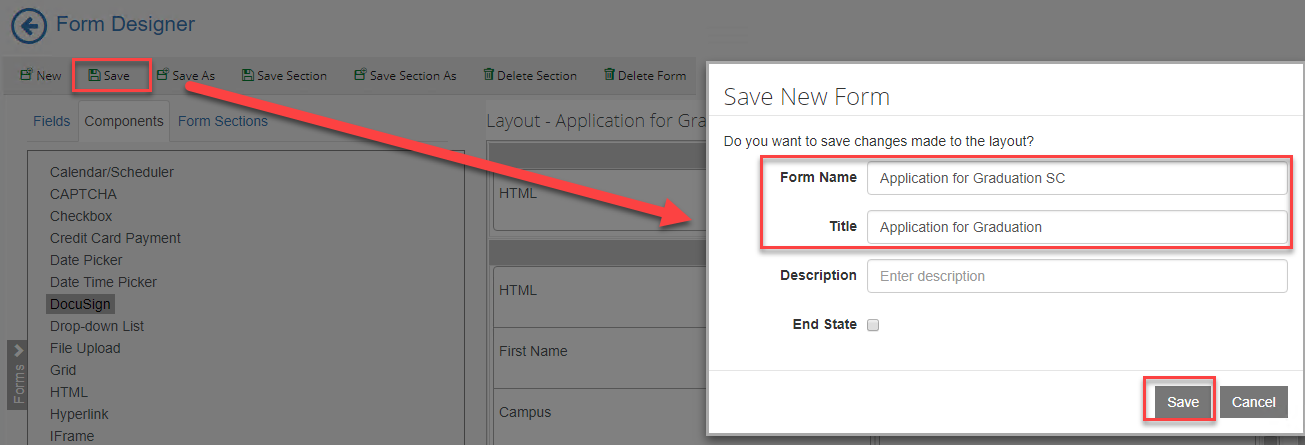 Form Designer
New Save Save As Save Section Save Section As Delete Section Delete Form
Fields Components Form Sections
Calendar/Scheduler
CAPTCHA
Checkbox
Credit Card Payment
Date Picker
Date Time Picker
DocuSign
Drop-down List
File Upload
Grid
HTML
Hyperlink
IFrame
Forms
Layout - Application for Gra
HTML
HTML
First Name
Campus
Save New Form
Do you want to save changes made to the layout?
Form Name Application for Graduation SC
Title Application for Graduation
Description Enter description
End State
Save Cancel